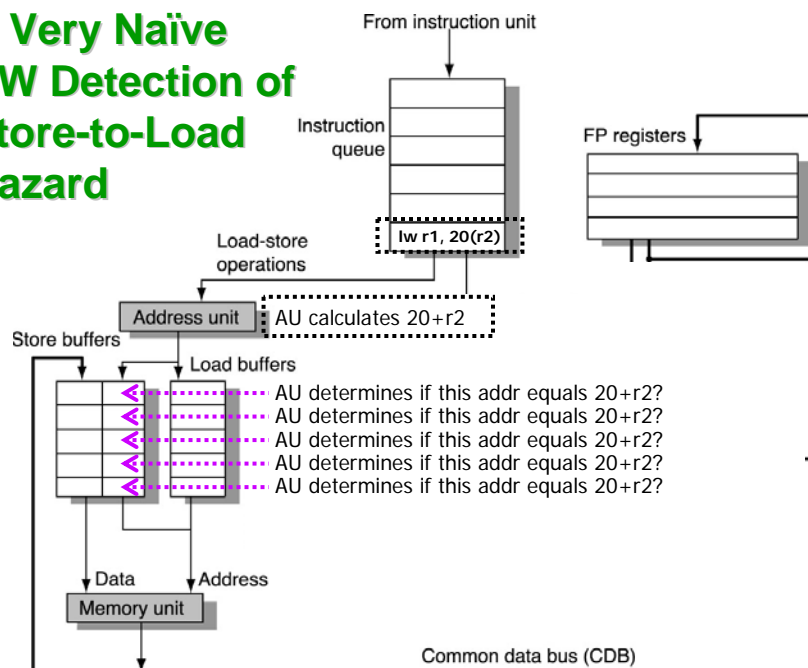 Very Naïve
W Detection of
tore-to-Load
azard
From instruction unit
Instruction
queue
FP registers
lw r1, 20(r2)
Load-store
operations
Address unit
AU calculates 20+r2
Store buffers
Load buffers
AU determines if this addr equals 20+r2?
AU determines if this addr equals 20+r2?
AU determines if this addr equals 20+r2?
AU determines if this addr equals 20+r2?
AU determines if this addr equals 20+r2?
Data
Address
Memory unit
Common data bus (CDB)